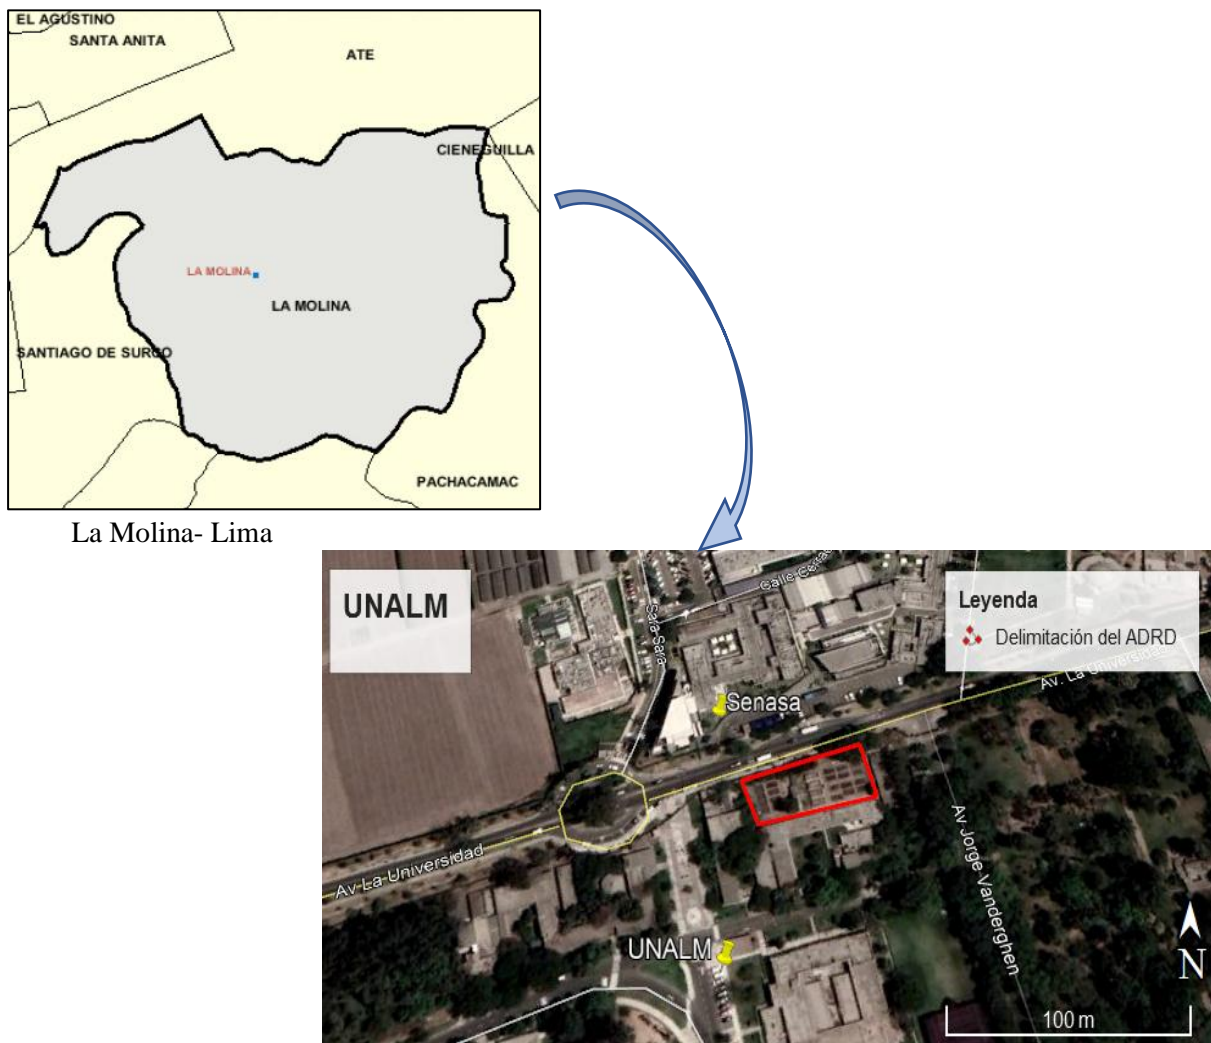 EL AGUSTINO
SANTA ANITA
ATE
CIENEGUILLA
LA MOLINA
LA MOLINA
SANTIAGO DE SURCO
PACHACAMAC
La Molina- Lima
UNALM
Leyenda
Delimitación del ADRD
Calle Cerrad
Sara Sara
Av. La Universidad
Senasa
Av La Universidad
Av Jorge Vanderghen
UNALM
N
100 m